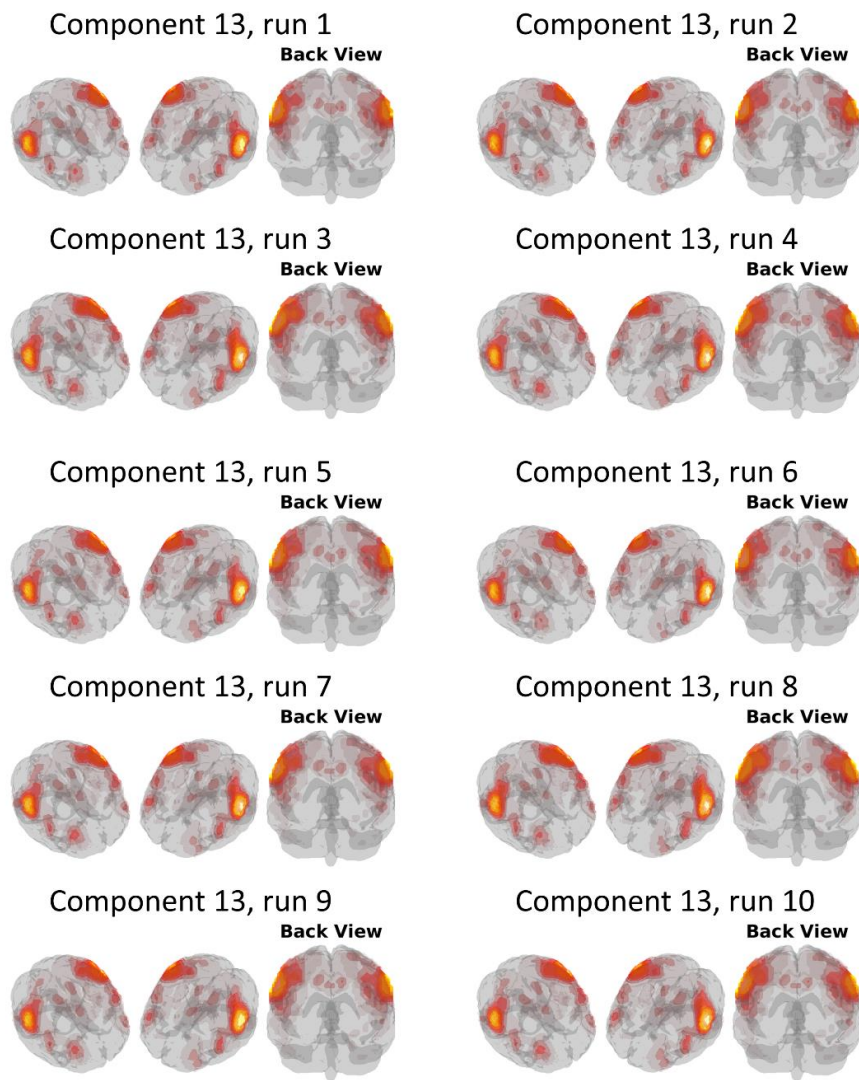 Component 13, run 1
Back View
Component 13, run 2
Back View
Component 13, run 3
Back View
Component 13, run 4
Back View
Component 13, run 5
Back View
Component 13, run 6
Back View
Component 13, run 7
Back View
Component 13, run 8
Back View
Component 13, run 9
Back View
Component 13, run 10
Back View